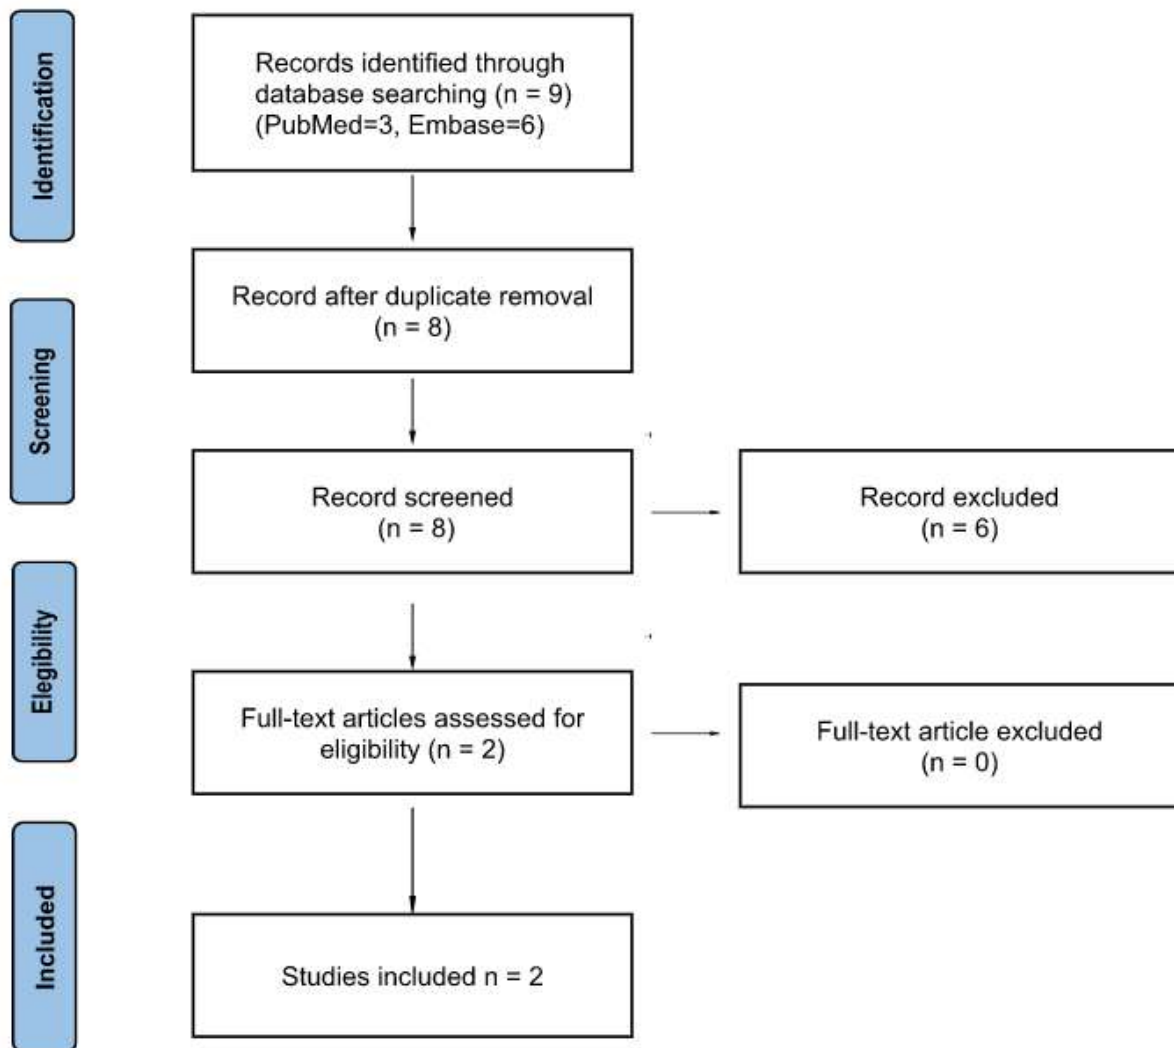 Identification
Records identified through
database searching (n = 9)
(PubMed=3, Embase=6)
Record after duplicate removal
(n = 8)
Screening
Record screened
(n = 8)
Record excluded
(n = 6)
Elegibility
Full-text articles assessed for
eligibility (n = 2)
Full-text article excluded
(n = 0)
Included
Studies included n = 2